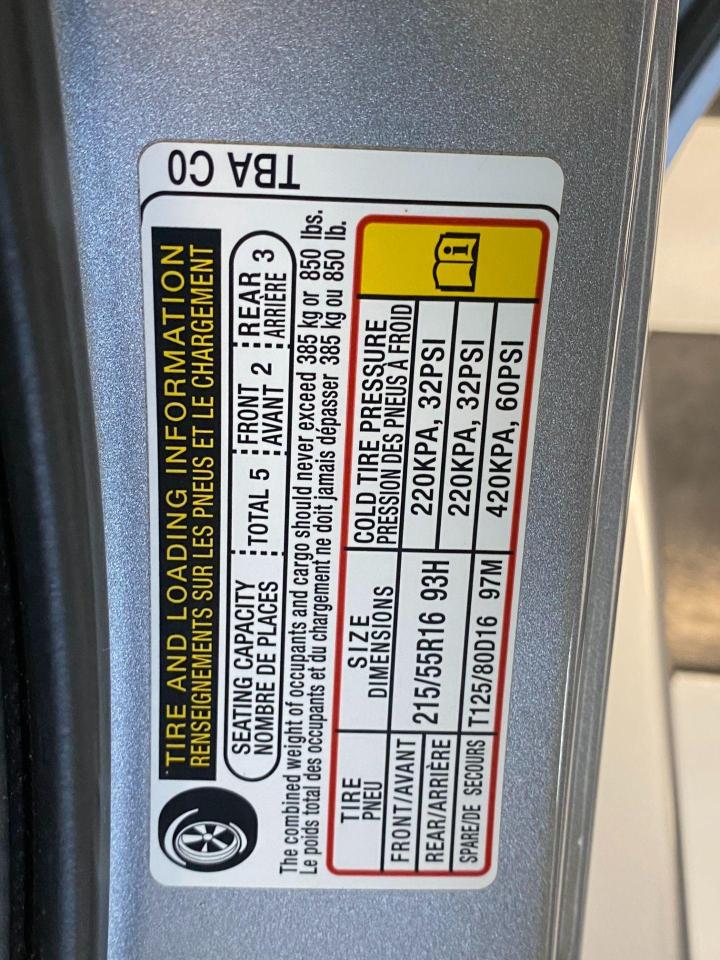 TIRE AND LOADING INFORMATION
RENSEIGNEMENTS SUR LES PNEUS ET LE CHARGEMENT
SEATING CAPACITY TOTAL 5 FRONT 2 REAR 3
NOMBRE DE PLACES AVANT ARRIÈRE
The combined weight of occupants and cargo should never exceed 385 kg or 850 lbs.
Le poids total des occupants et du chargement ne doit jamais dépasser 385 kg ou 850 lb.
TIRE SIZE COLD TIRE PRESSURE
PNEU DIMENSIONS PRESSION DES PNEUS À FROID
FRONT/AVANT 215/55R16 93H 220KPA, 32PSI
REAR/ARRIÈRE 220KPA, 32PSI
SPARE/DE SECOURS T125/80D16 97M 420KPA, 60PSI
i
TBA C0